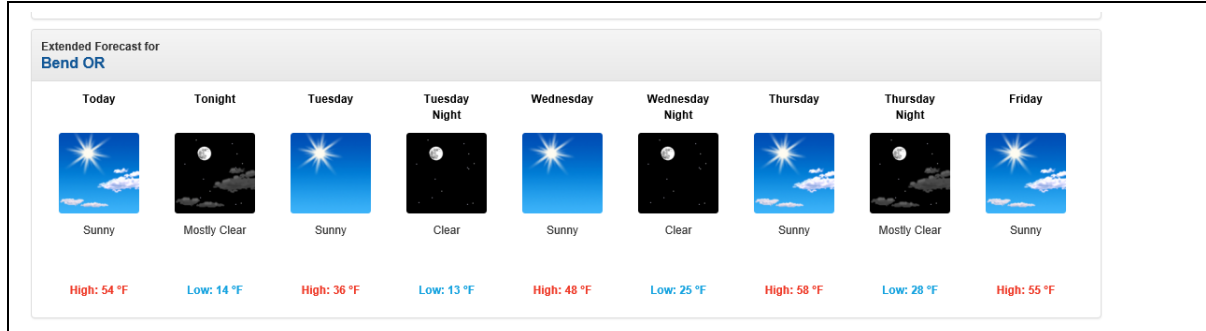 Extended Forecast for
Bend OR
Today
Tonight
Tuesday
Tuesday
Night
Wednesday
Wednesday
Night
Thursday
Thursday
Night
Friday
Sunny
Mostly Clear
Sunny
Clear
Sunny
Clear
Sunny
Mostly Clear
Sunny
High: 54 °F
Low: 14 °F
High: 36 °F
Low: 13 °F
High: 48 °F
Low: 25 °F
High: 58 °F
Low: 28 °F
High: 55 °F